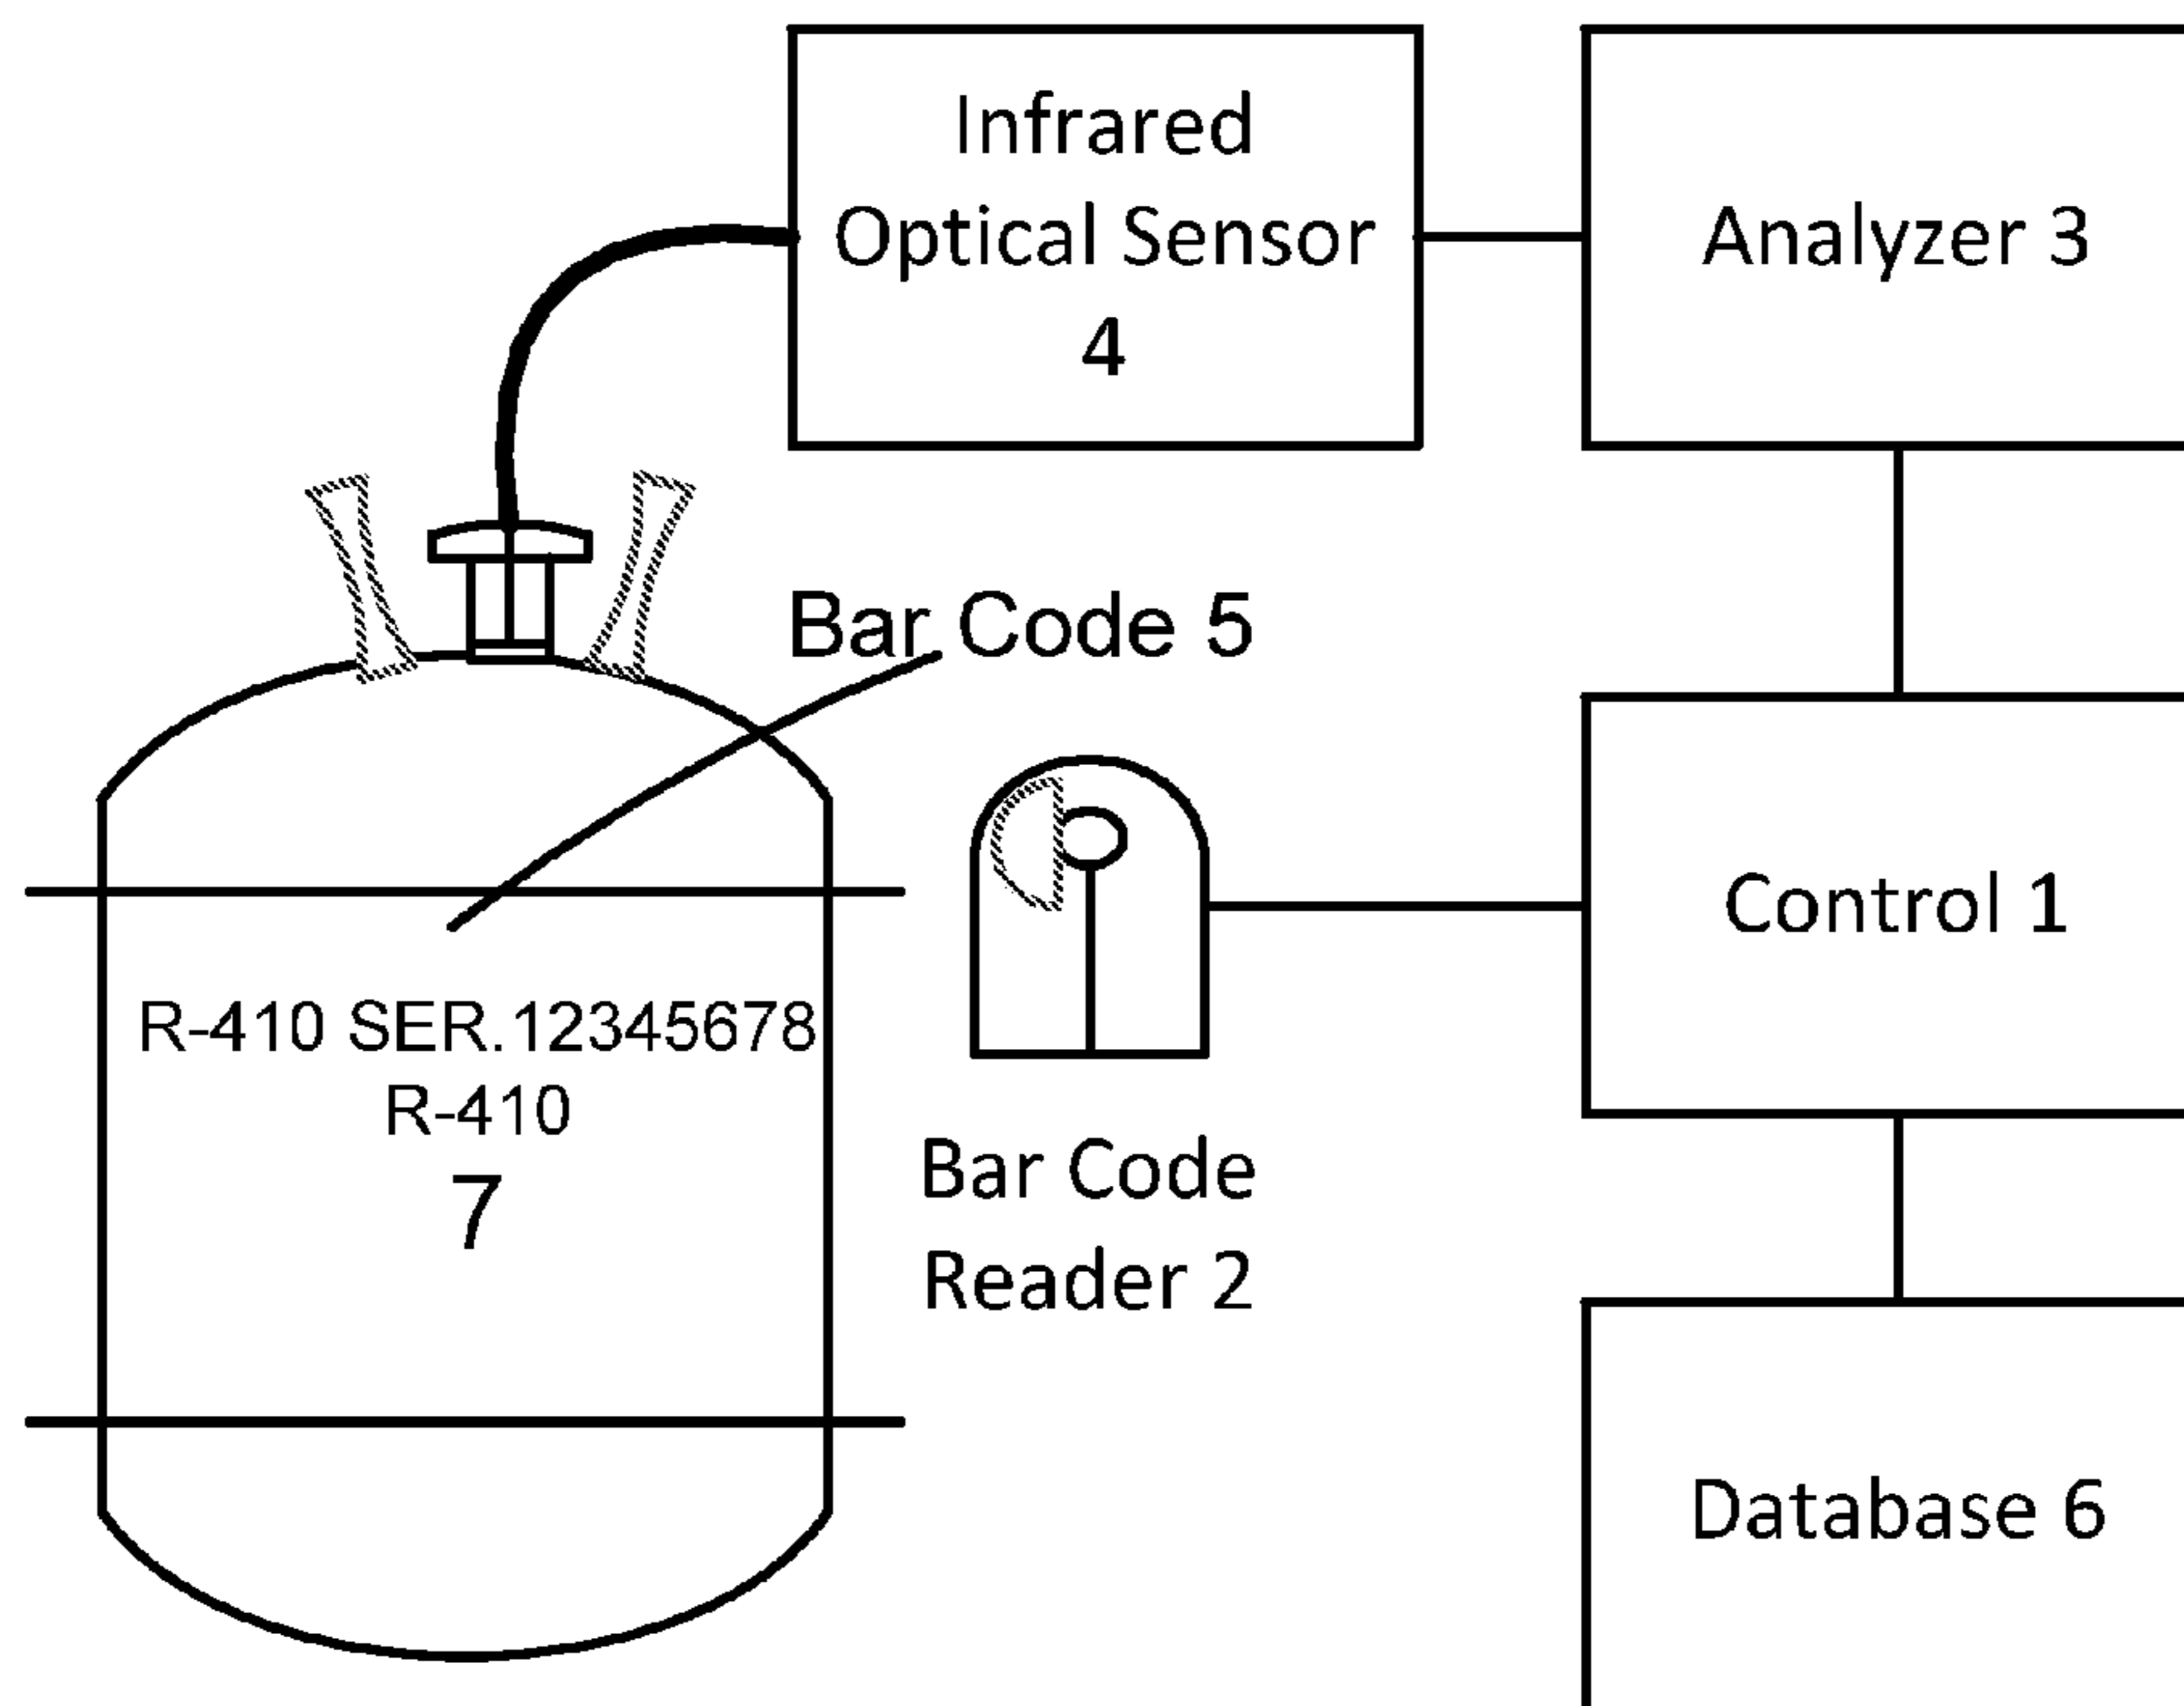 Infrared
Optical Sensor
4
Analyzer 3
Bar Code 5
Control 1
R-410 SER.12345678
R-410
7
Bar Code
Reader 2
Database 6